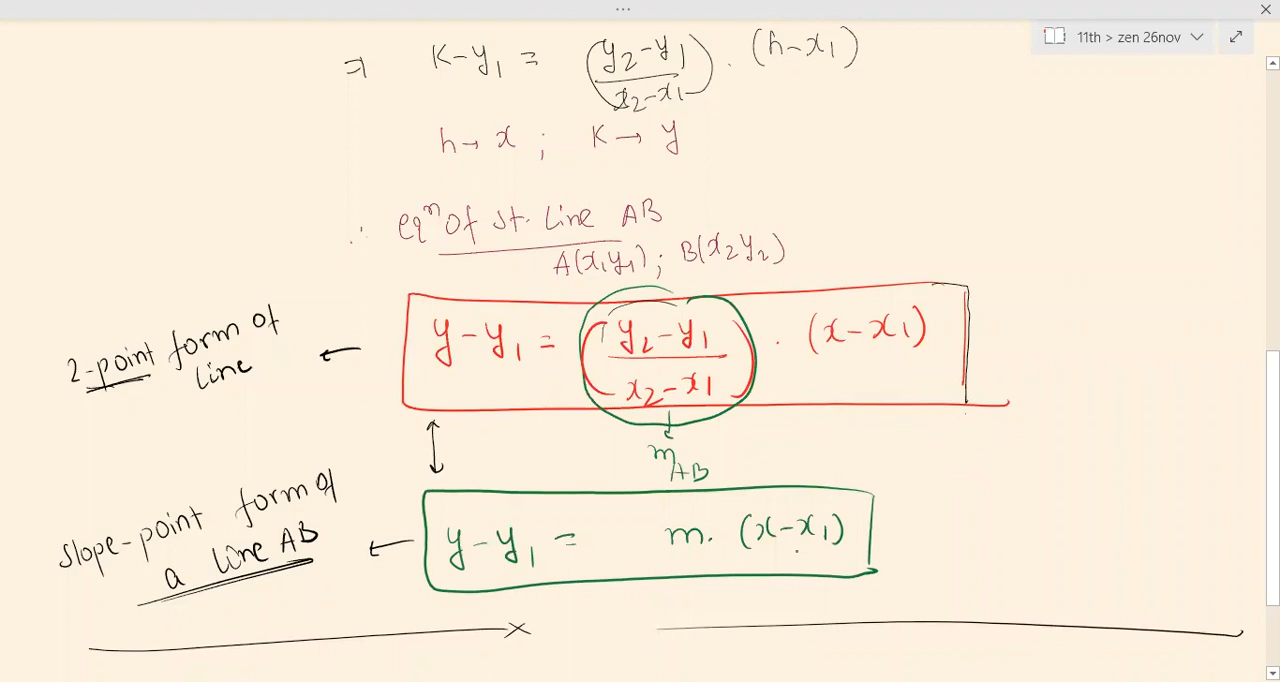 ...
11th > zen 26nov
⇒ K-y₁ = (y₂-y₁/x₂-x₁) . (h-x₁)
h→ x ; K→ y
∴ eqⁿ Of st. Line AB
A(x₁y₁) ; B(x₂y₂)
2-point form of line ← y-y₁ = (y₂-y₁/x₂-x₁) . (x-x₁)
↕ ↓
mAB
slope-point form of a line AB ← y-y₁ = m. (x-x₁)